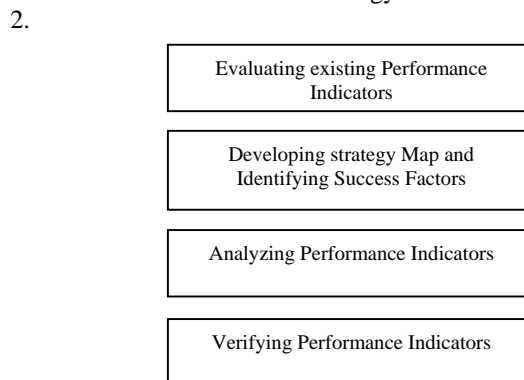 2.
Evaluating existing Performance
Indicators
Developing strategy Map and
Identifying Success Factors
Analyzing Performance Indicators
Verifying Performance Indicators